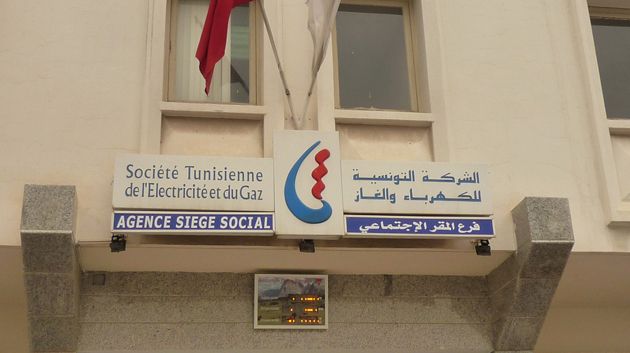 Société Tunisienne
de l'Electricité et du Gaz
AGENCE SIEGE SOCIAL
الشركة التونسية
للكهرباء والغاز
فرع المقر الإجتماعي